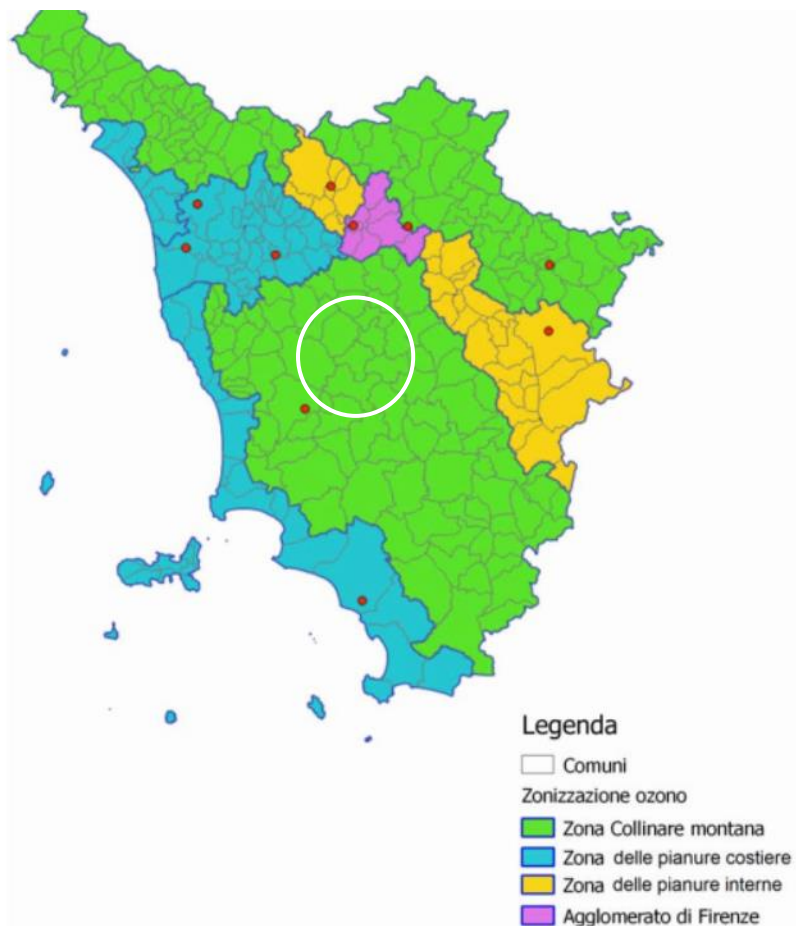 Legenda
Comuni
Zonizzazione ozono
Zona Collinare montana
Zona delle pianure costiere
Zona delle pianure interne
Agglomerato di Firenze